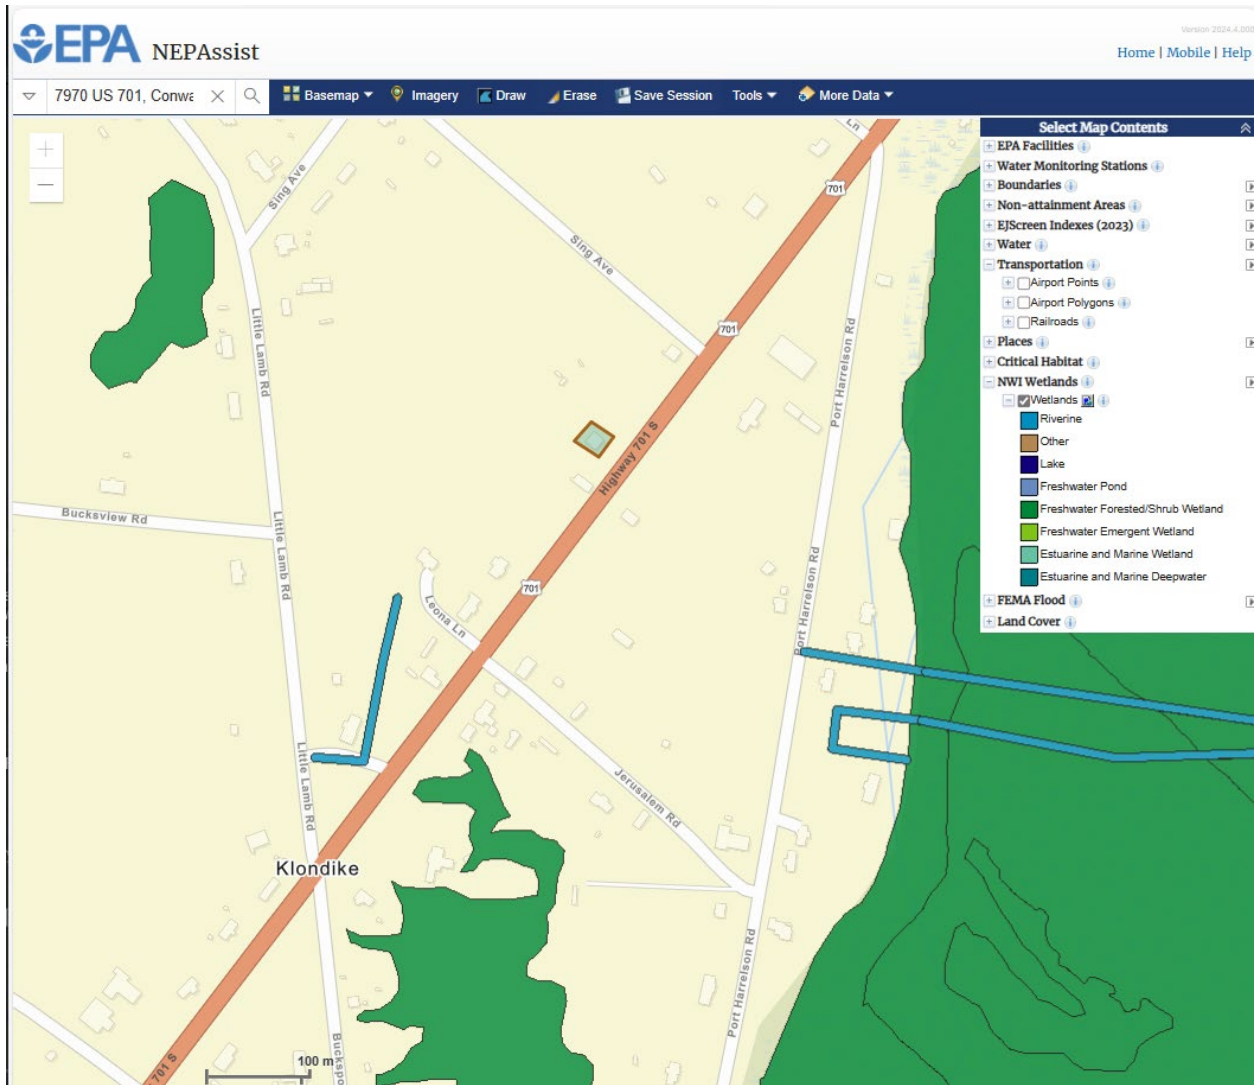 Version 2024.4.000
EPA NEPAssist
Home | Mobile | Help
7970 US 701, Conwa
Basemap
Imagery
Draw
Erase
Save Session
Tools
More Data
Select Map Contents
EPA Facilities
Water Monitoring Stations
Boundaries
Non-attainment Areas
EJScreen Indexes (2023)
Water
Transportation
Airport Points
Airport Polygons
Railroads
Places
Critical Habitat
NWI Wetlands
Wetlands
Riverine
Other
Lake
Freshwater Pond
Freshwater Forested/Shrub Wetland
Freshwater Emergent Wetland
Estuarine and Marine Wetland
Estuarine and Marine Deepwater
FEMA Flood
Land Cover
Ln
Sing Ave
701
Sing Ave
701
Little Lamb Rd
Port Harrelson Rd
Highway 701 S
Bucksview Rd
Little Lamb Rd
Port Harrelson Rd
701
Leona Ln
Little Lamb Rd
Jerusalem Rd
Klondike
Port Harrelson Rd
Buckspo
701 S
100 m